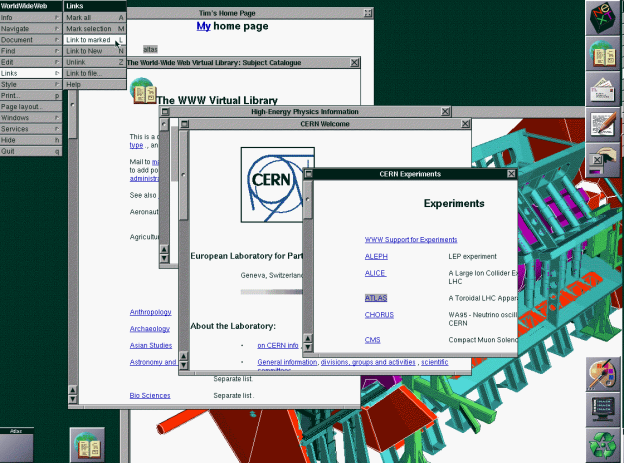 WorldWideWeb
Info
Navigate
Document
Find
Edit
Links
Style
Print... p
Page layout...
Windows
Services
Hide h
Quit q
Links
Mark all A
Mark selection M
Link to marked L
Link to New N
Unlink Z
Link to file...
Help
Tim's home page
My home page
atlas
The World-Wide Web Virtual Library: Subject Catalogue
The WWW Virtual Library
This is a
type , an
Mail to ma
to add po
administra
See also
Aeronaut
Agricultur
Anthropology
Archaeology
Asian Studies
Astronomy and
Separate list.
Bio Sciences Separate list.
High-Energy Physics Information
CERN Welcome
CERN
European Laboratory for Part
Geneva, Switzerlan
About the Laboratory:
• on CERN info ,
• General information, divisions, groups and activities , scientific
committees
CERN Experiments
Experiments
WWW Support for Experiments
ALEPH LEP experiment
ALICE A Large Ion Collider Ex
LHC
ATLAS A Toroidal LHC Appara
CHORUS WA95 - Neutrino oscill
CERN
CMS Compact Muon Solenc
Atlas